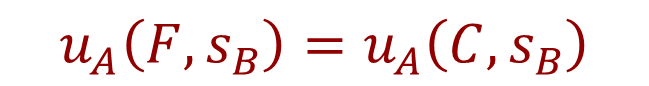 u_A(F, s_B) = u_A(C, s_B)